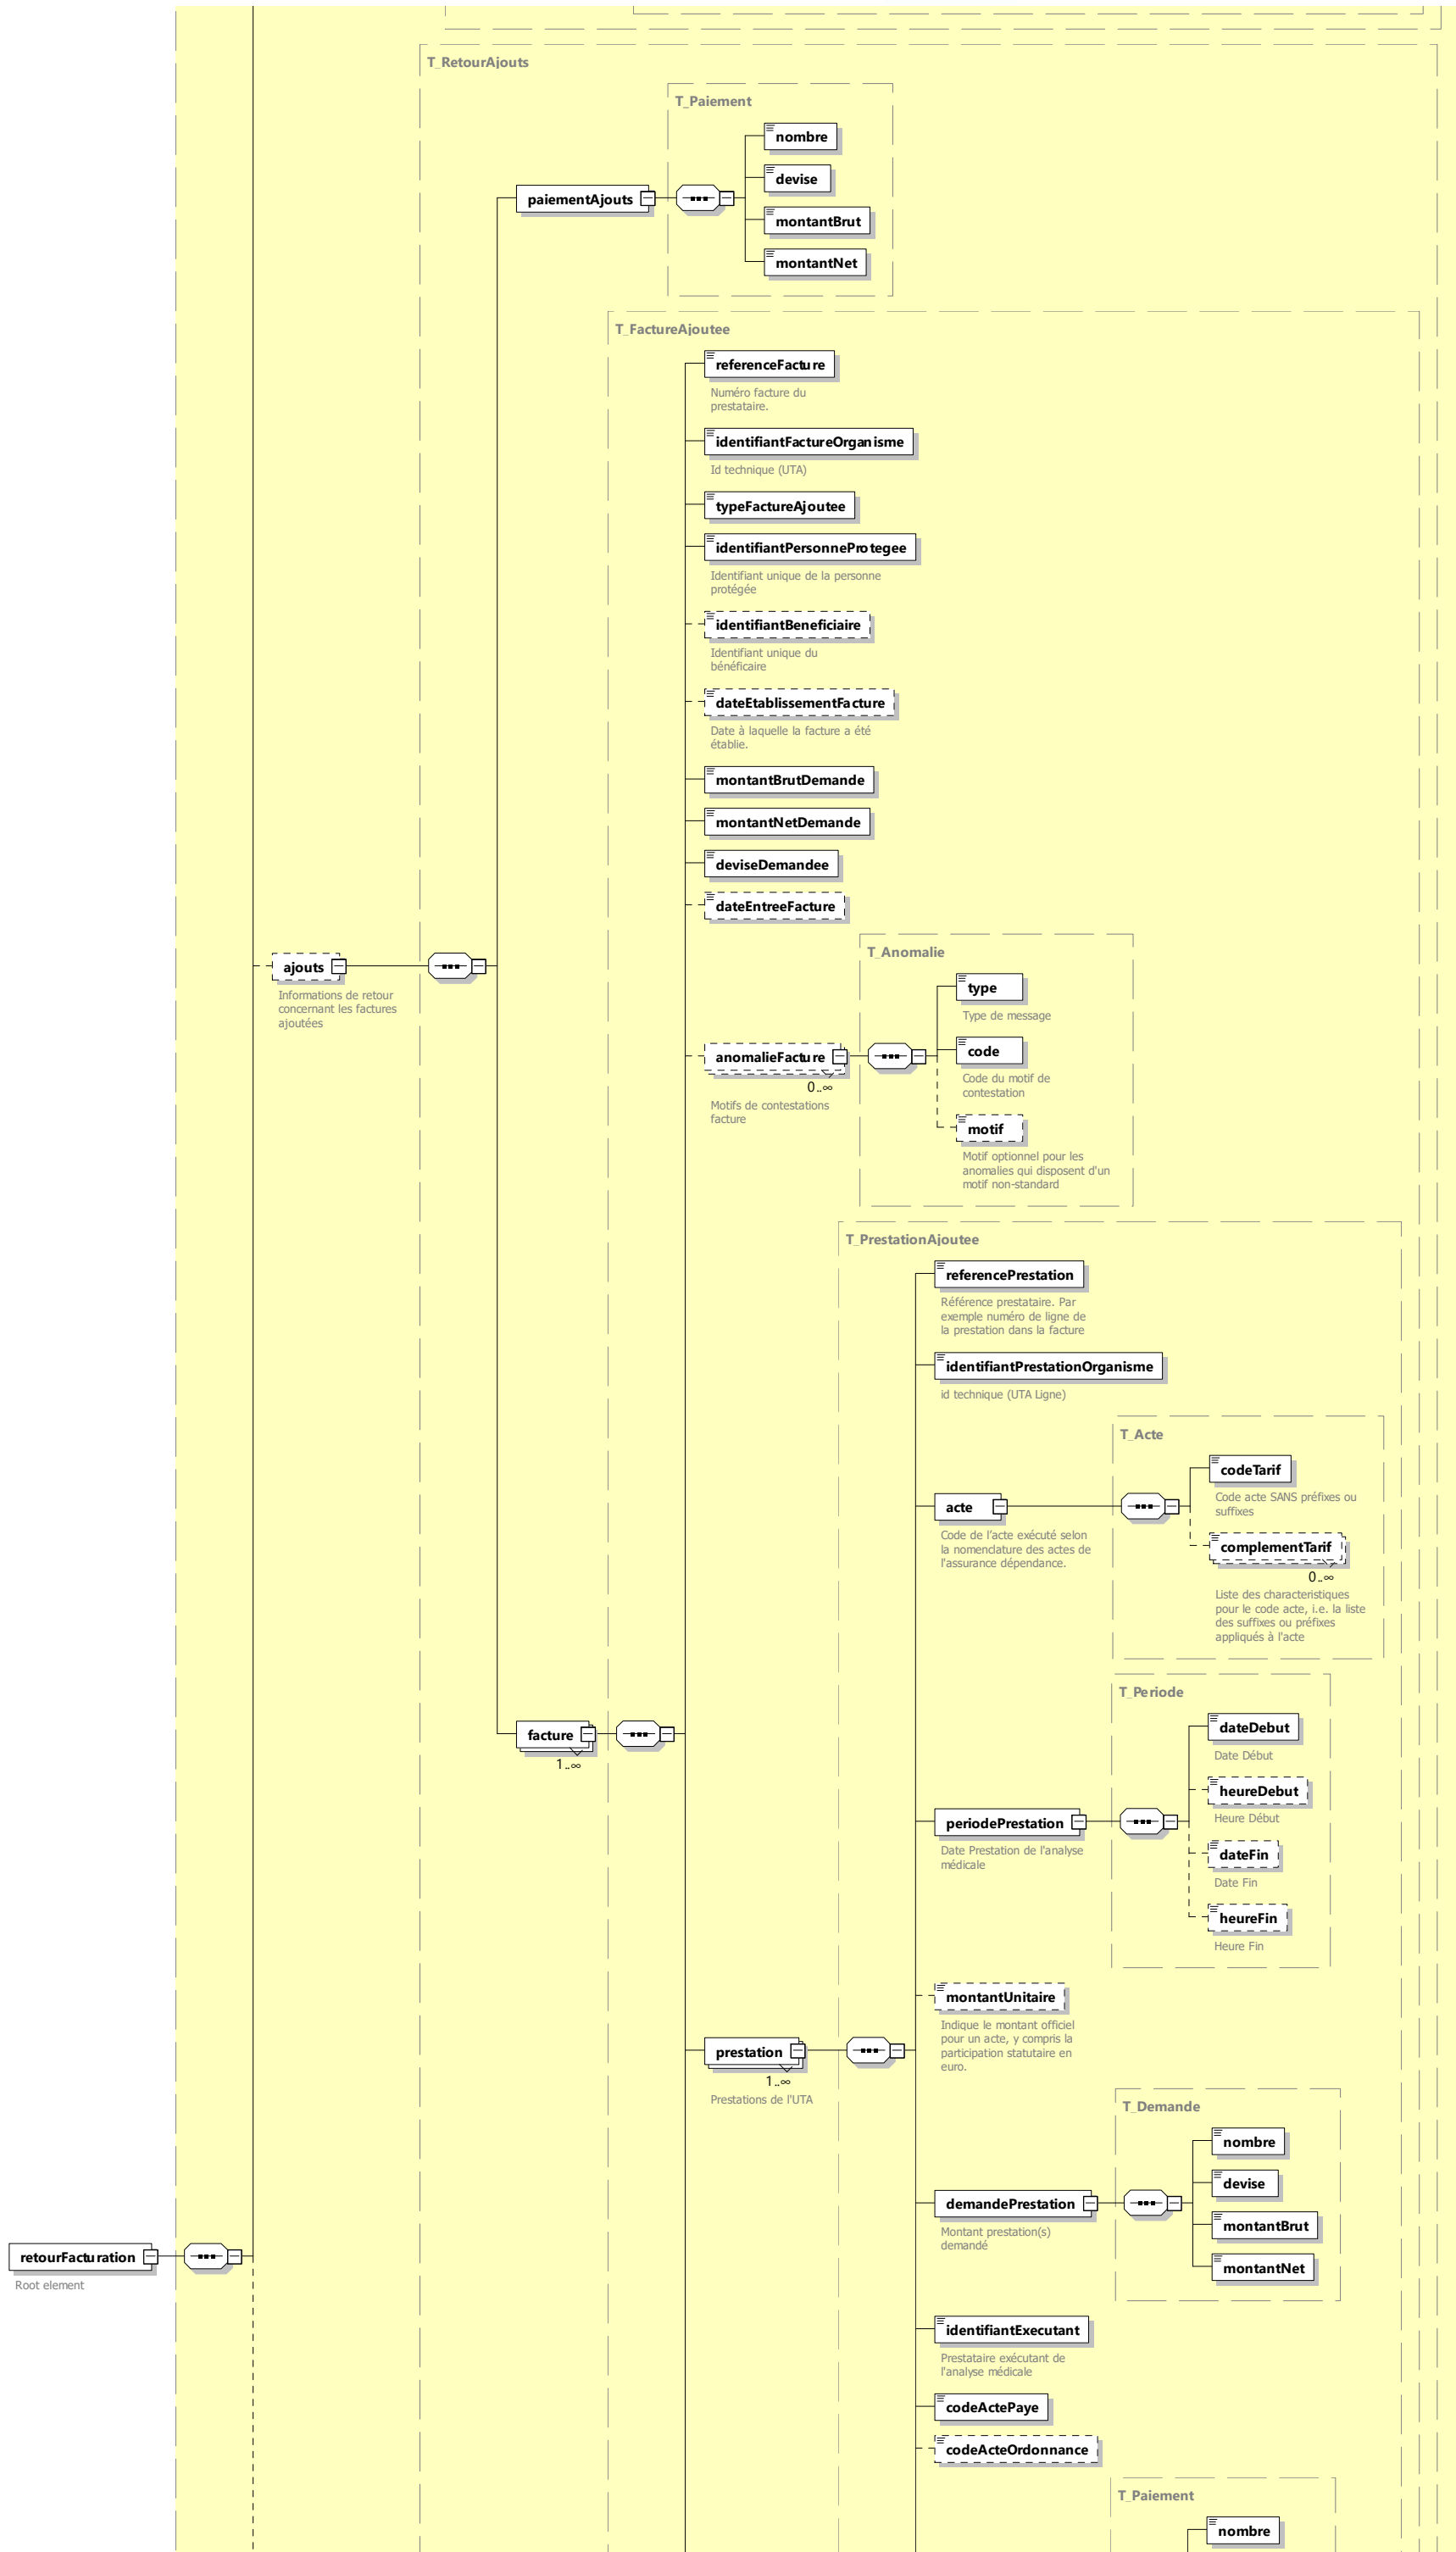 T_RetourAjouts
T_Paiement
nombre
devise
paiementAjouts
montantBrut
montantNet
T_FactureAjoutee
referenceFacture
Numéro facture du
prestataire.
identifiantFactureOrganisme
Id technique (UTA)
typeFactureAjoutee
identifiantPersonneProtegee
Identifiant unique de la personne
protégée
identifiantBeneficiaire
Identifiant unique du
bénéficaire
dateEtablissementFacture
Date à laquelle la facture a été
établie.
montantBrutDemande
montantNetDemande
deviseDemandee
dateEntreeFacture
ajouts
Informations de retour
concernant les factures
ajoutées
T_Anomalie
type
Type de message
anomalieFacture
0..∞
Motifs de contestations
facture
code
Code du motif de
contestation
motif
Motif optionnel pour les
anomalies qui disposent d'un
motif non-standard
T_PrestationAjoutee
referencePrestation
Référence prestataire. Par
exemple numéro de ligne de
la prestation dans la facture
identifiantPrestationOrganisme
id technique (UTA Ligne)
T_Acte
codeTarif
Code acte SANS préfixes ou
suffixes
acte
Code de l'acte exécuté selon
la nomenclature des actes de
l'assurance dépendance.
complementTarif
0..∞
Liste des characteristiques
pour le code acte, i.e. la liste
des suffixes ou préfixes
appliqués à l'acte
T_Periode
facture
1..∞
dateDebut
Date Début
heureDebut
Heure Début
periodePrestation
Date Prestation de l'analyse
médicale
dateFin
Date Fin
heureFin
Heure Fin
montantUnitaire
Indique le montant officiel
pour un acte, y compris la
participation statutaire en
euro.
prestation
1..∞
Prestations de l'UTA
T_Demande
nombre
devise
demandePrestation
Montant prestation(s)
demandé
montantBrut
montantNet
retourFacturation
Root element
identifiantExecutant
Prestataire exécutant de
l'analyse médicale
codeActePaye
codeActeOrdonnance
T_Paiement
nombre